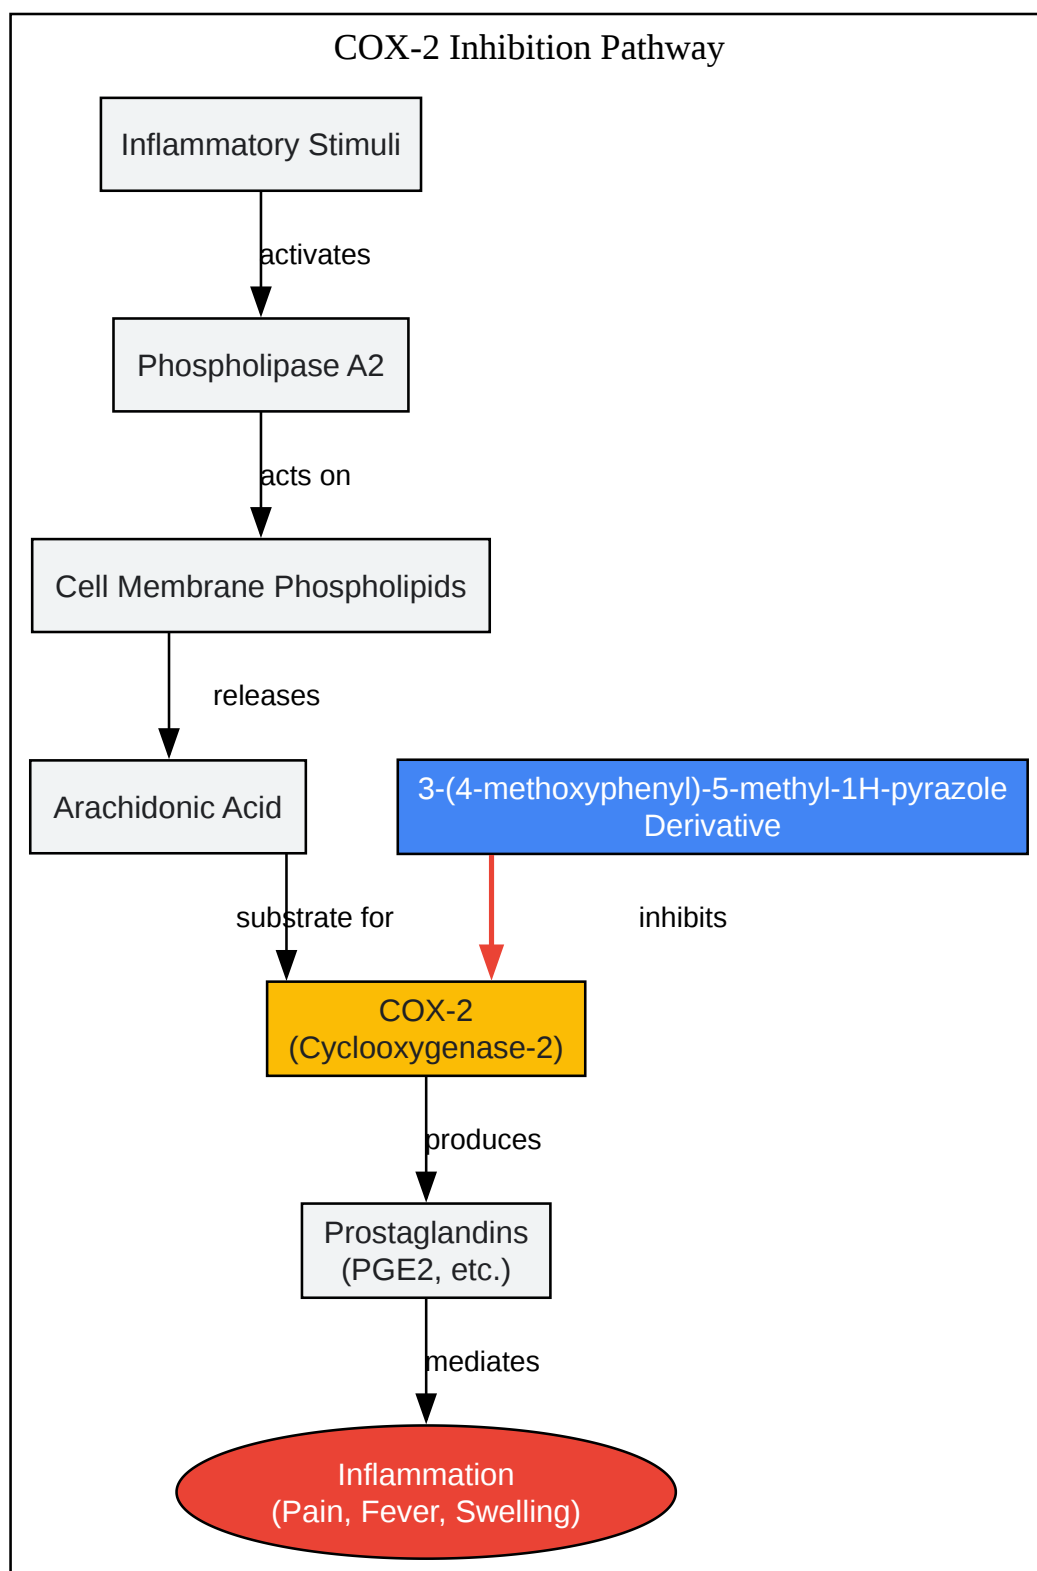 COX-2 Inhibition Pathway
Inflammatory Stimuli
activates
Phospholipase A2
acts on
Cell Membrane Phospholipids
releases
Arachidonic Acid
3-(4-methoxyphenyl)-5-methyl-1H-pyrazole
Derivative
substrate for
inhibits
COX-2
(Cyclooxygenase-2)
produces
Prostaglandins
(PGE2, etc.)
mediates
Inflammation
(Pain, Fever, Swelling)